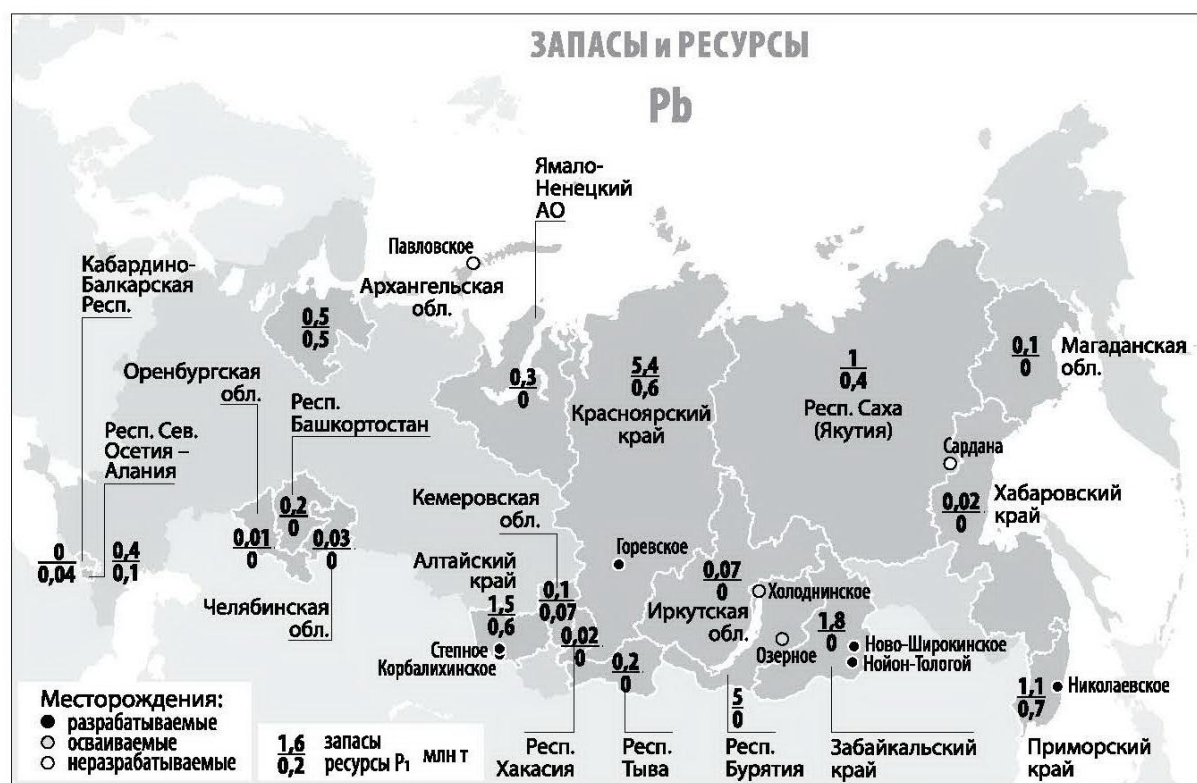 ЗАПАСЫ и РЕСУРСЫ
Pb
Ямало-
Ненецкий
АО
Павловское
Архангельская
обл.
Кабардино-
Балкарская
Респ.
0,5
0,5
Оренбургская
обл.
Респ.
Башкортостан
Респ. Сев.
Осетия –
Алания
0,3
0
5,4
0,6
Красноярский
край
1
0,4
Респ. Саха
(Якутия)
0,1
0
Магаданская
обл.
Сардана
0,02
0
Хабаровский
край
0,2
0
0,01
0
0,03
0
0
0,04
0,4
0,1
Челябинская
обл.
Кемеровская
обл.
Алтайский
край
1,5
0,6
0,1
0,07
0,02
0
Степное
Корбалихинское
Горевское
0,07
0
Иркутская
обл.
Холоднинское
Озерное
1,8
0
Ново-Широкинское
Нойон-Тологой
0,2
0
5
0
1,1
0,7
Николаевское
Респ.
Хакасия
Респ.
Тыва
Респ.
Бурятия
Забайкальский
край
Приморский
край
Месторождения:
разрабатываемые
осваиваемые
неразрабатываемые
1,6
0,2
запасы
ресурсы P₁
млн т